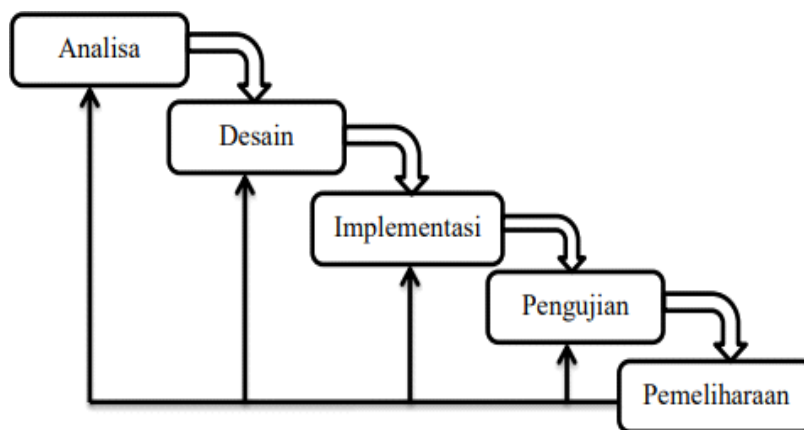 Analisa
Desain
Implementasi
Pengujian
Pemeliharaan